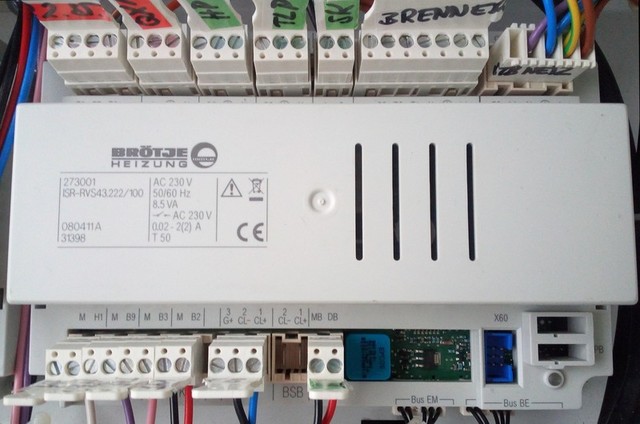 BRENNER
NETZ
BRÖTJE
HEIZUNG
273001
ISR-RVS43.222/100
080411A
31398
AC 230 V
50/60 Hz
8.5 VA
AC 230 V
0.02 - 2(2) A
T 50
CE
M H1 M B9 M B3 M B2
3 2 1
G+ CL- CL+
2 1
CL- CL+
MB DB
X60
BSB
Bus EM
Bus BE